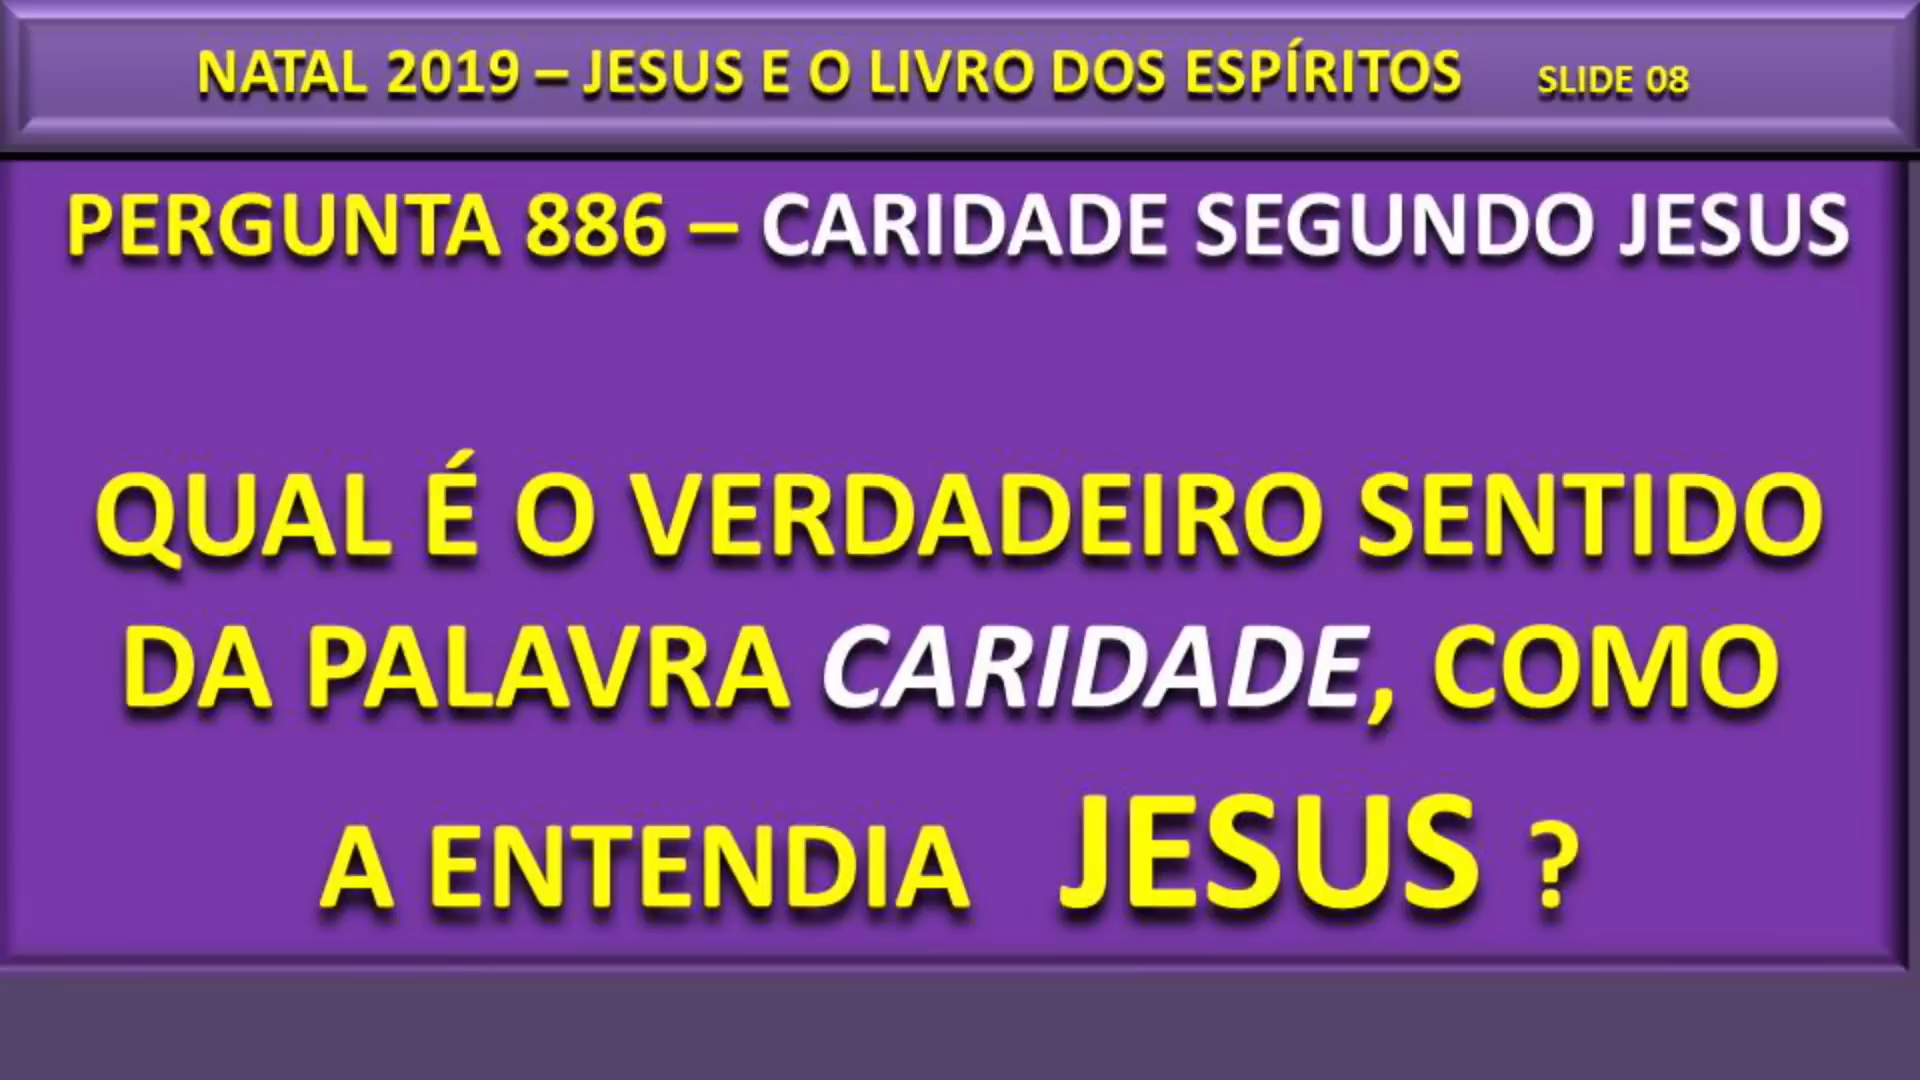 NATAL 2019 – JESUS E O LIVRO DOS ESPÍRITOS SLIDE 08
PERGUNTA 886 – CARIDADE SEGUNDO JESUS
QUAL É O VERDADEIRO SENTIDO
DA PALAVRA CARIDADE, COMO
A ENTENDIA JESUS ?